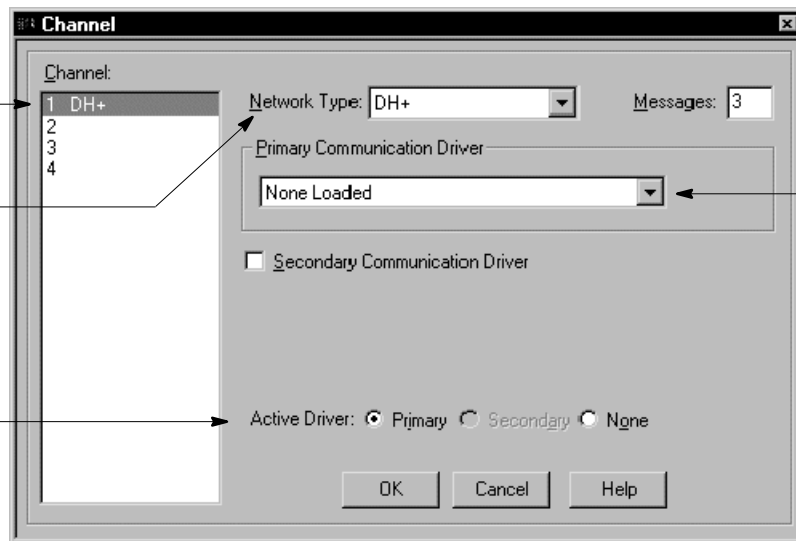 Channel
Channel:
1 DH+
2
3
4
Network Type: DH+
Messages: 3
Primary Communication Driver
None Loaded
Secondary Communication Driver
Active Driver: Primary Secondary None
OK Cancel Help